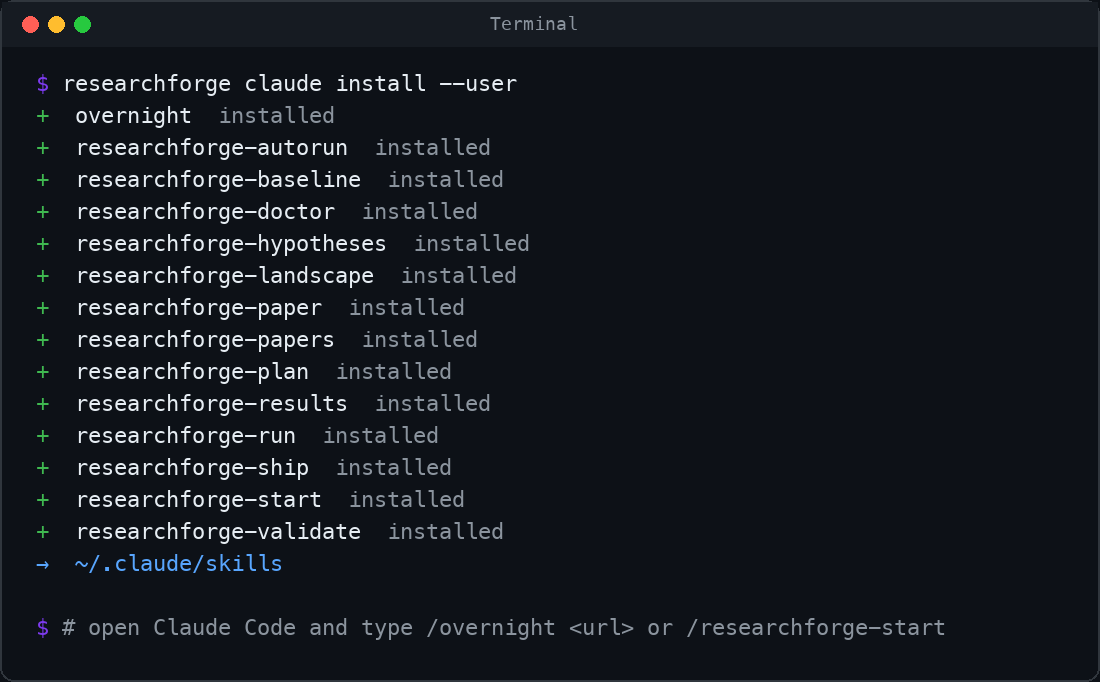 Terminal
$ researchforge claude install --user
+ overnight installed
+ researchforge-autorun installed
+ researchforge-baseline installed
+ researchforge-doctor installed
+ researchforge-hypotheses installed
+ researchforge-landscape installed
+ researchforge-paper installed
+ researchforge-papers installed
+ researchforge-plan installed
+ researchforge-results installed
+ researchforge-run installed
+ researchforge-ship installed
+ researchforge-start installed
+ researchforge-validate installed
→ ~/.claude/skills
$ # open Claude Code and type /overnight <url> or /researchforge-start